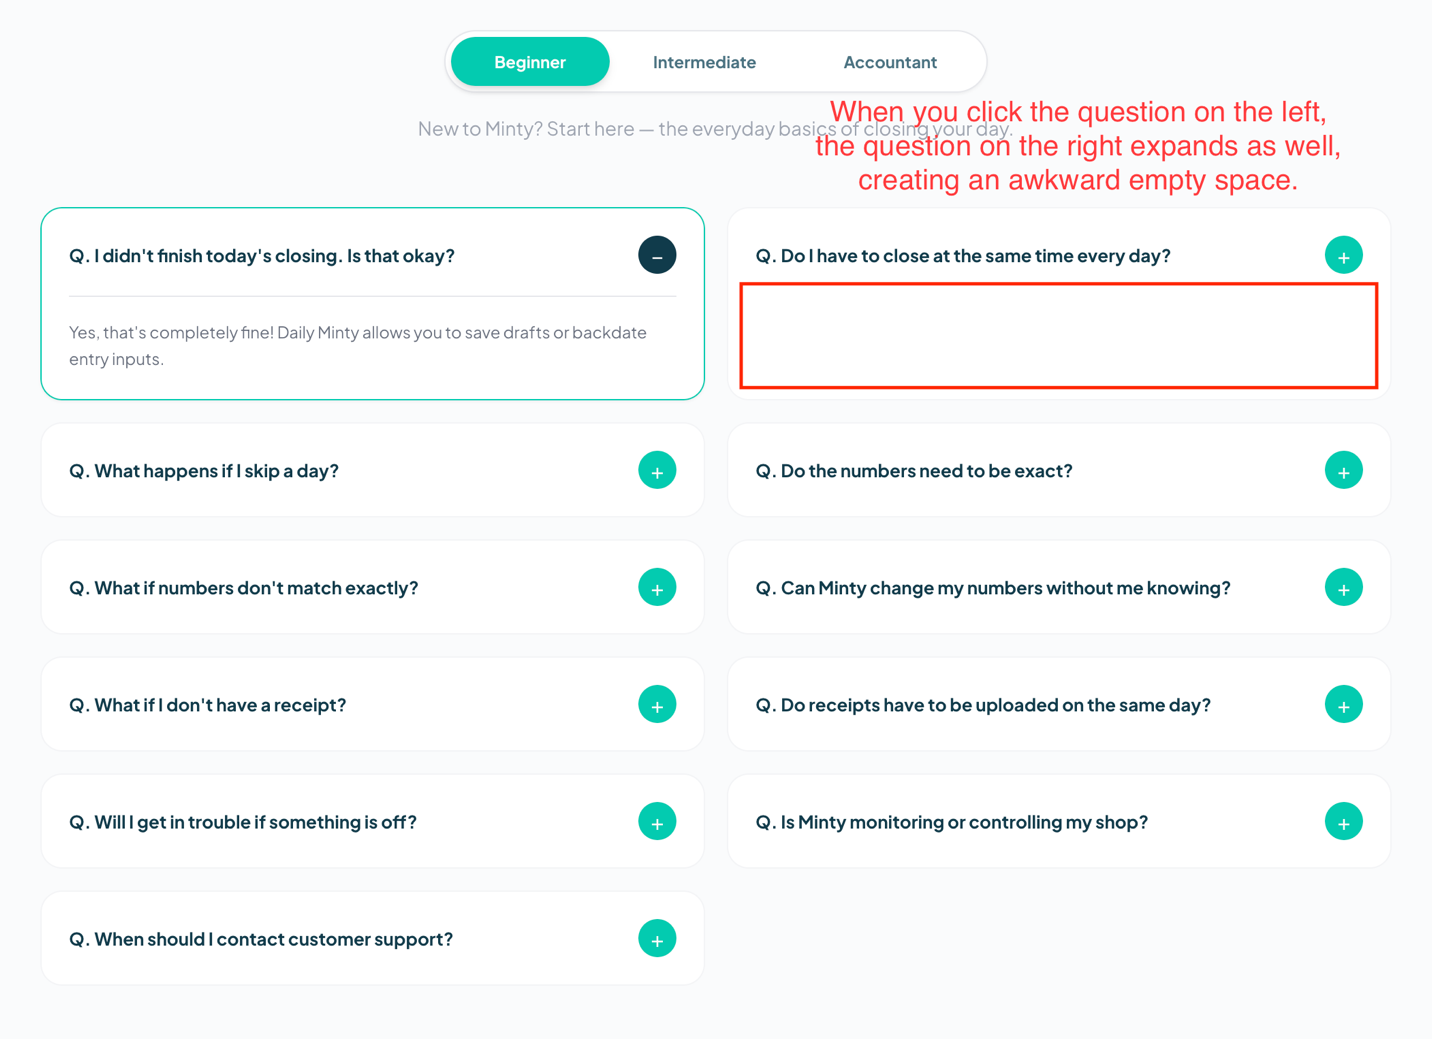 Beginner
Intermediate
Accountant
New to Minty? Start here — the everyday basics of closing your day.
When you click the question on the left,
the question on the right expands as well,
creating an awkward empty space.
Q. I didn't finish today's closing. Is that okay?
−
Yes, that's completely fine! Daily Minty allows you to save drafts or backdate
entry inputs.
Q. Do I have to close at the same time every day?
+
Q. What happens if I skip a day?
+
Q. Do the numbers need to be exact?
+
Q. What if numbers don't match exactly?
+
Q. Can Minty change my numbers without me knowing?
+
Q. What if I don't have a receipt?
+
Q. Do receipts have to be uploaded on the same day?
+
Q. Will I get in trouble if something is off?
+
Q. Is Minty monitoring or controlling my shop?
+
Q. When should I contact customer support?
+